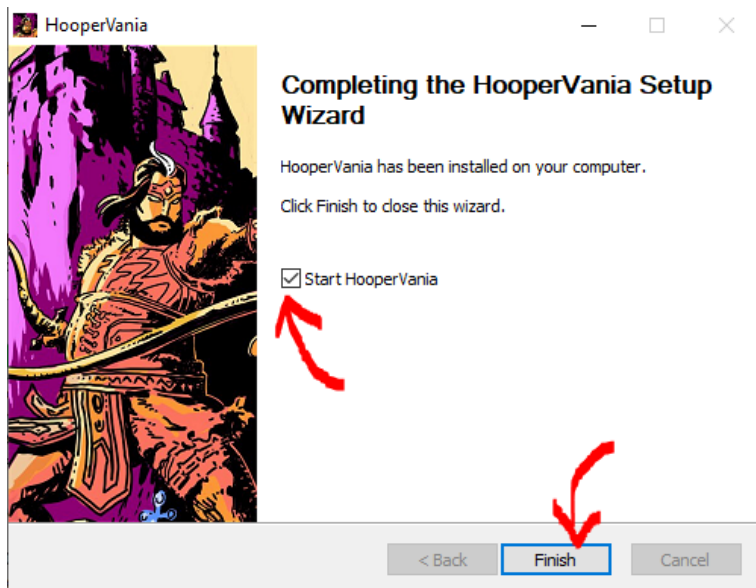 HooperVania
Completing the HooperVania Setup
Wizard
HooperVania has been installed on your computer.
Click Finish to close this wizard.
Start HooperVania
< Back
Finish
Cancel